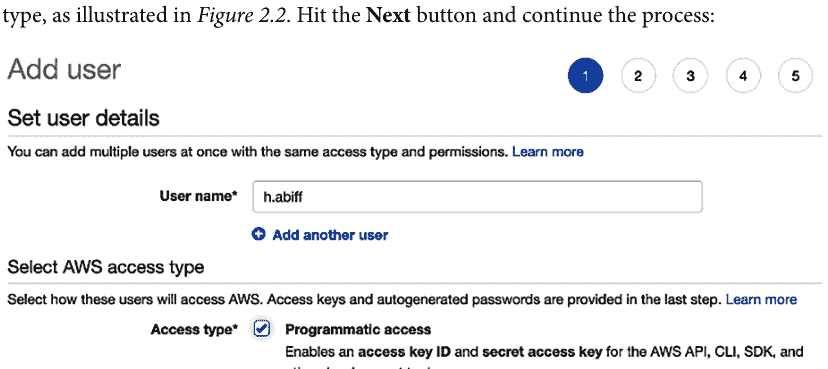 type, as illustrated in Figure 2.2. Hit the Next button and continue the process:
Add user
1 2 3 4 5
Set user details
You can add multiple users at once with the same access type and permissions. Learn more
User name* h.abiff
Add another user
Select AWS access type
Select how these users will access AWS. Access keys and autogenerated passwords are provided in the last step. Learn more
Access type* Programmatic access
Enables an access key ID and secret access key for the AWS API, CLI, SDK, and